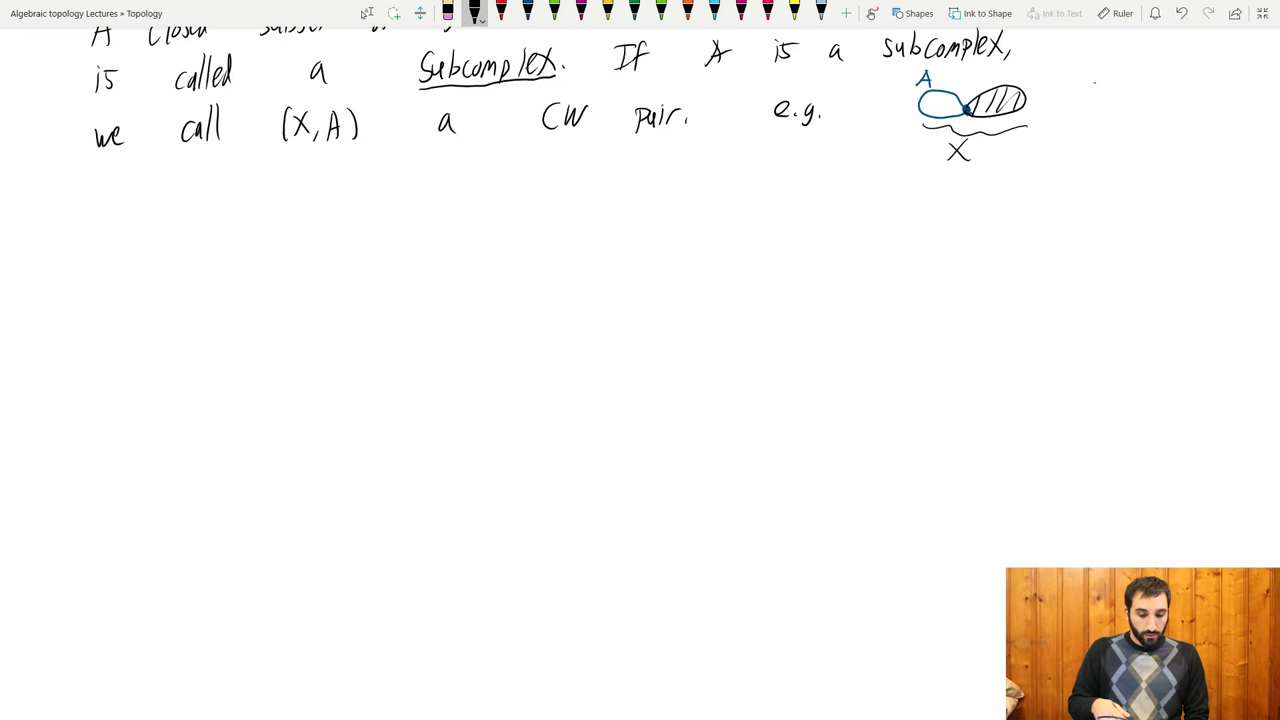 Algebraic topology Lectures » Topology
Shapes Ink to Shape Ink to Text Ruler
A closed
is called a subcomplex. If A is a subcomplex,
we call (X, A) a CW pair. e.g.
A
X